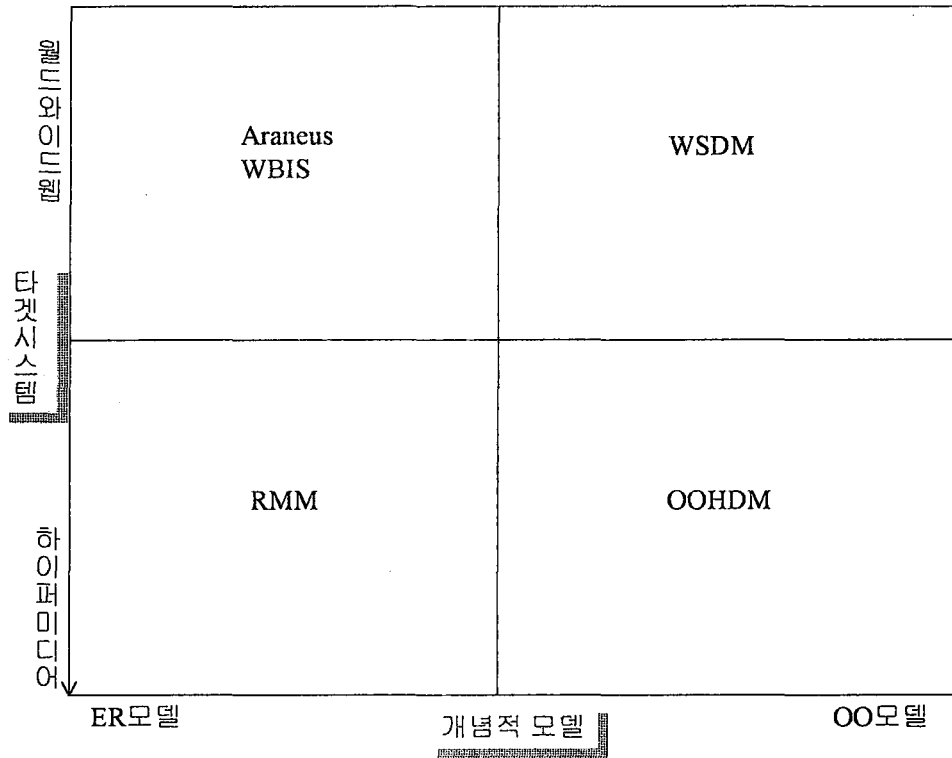 월드와이드웹
Araneus
WBIS
WSDM
타겟시스템
RMM
OOHDM
하이퍼미디어
ER모델
개념적 모델
OO모델